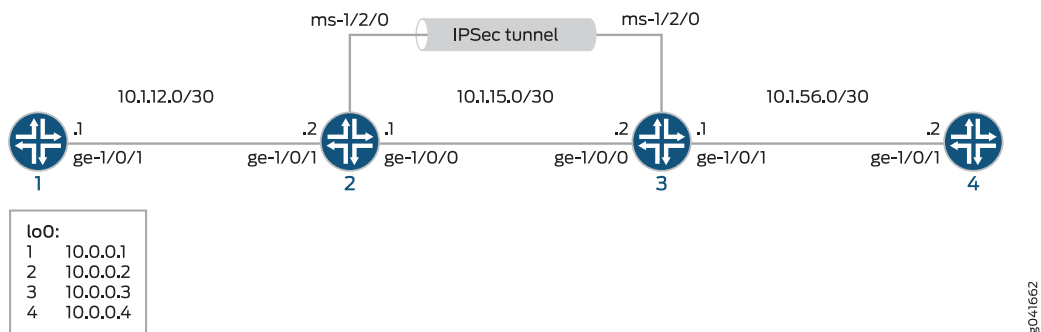 ms-1/2/0
ms-1/2/0
IPSec tunnel
10.1.12.0/30
10.1.15.0/30
10.1.56.0/30
.1
.2
.1
.2
.1
.2
ge-1/0/1
ge-1/0/1
ge-1/0/0
ge-1/0/0
ge-1/0/1
ge-1/0/1
1
2
3
4
lo0:
1 10.0.0.1
2 10.0.0.2
3 10.0.0.3
4 10.0.0.4
g041662